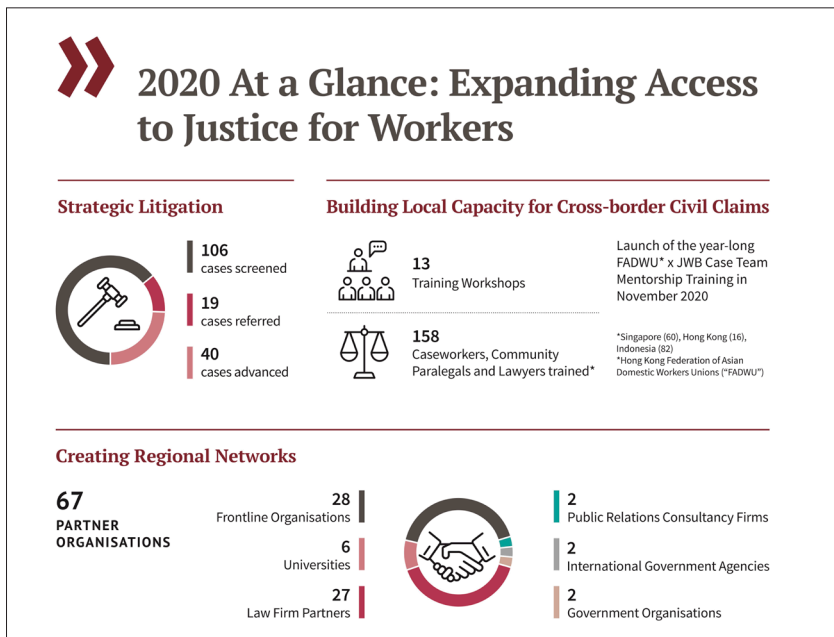 2020 At a Glance: Expanding Access
to Justice for Workers
Strategic Litigation
106
cases screened
19
cases referred
40
cases advanced
Building Local Capacity for Cross-border Civil Claims
13
Training Workshops
Launch of the year-long
FADWU* x JWB Case Team
Mentorship Training in
November 2020
158
Caseworkers, Community
Paralegals and Lawyers trained*
*Singapore (60), Hong Kong (16),
Indonesia (82)
*Hong Kong Federation of Asian
Domestic Workers Unions (“FADWU”)
Creating Regional Networks
67
PARTNER
ORGANISATIONS
28
Frontline Organisations
6
Universities
27
Law Firm Partners
2
Public Relations Consultancy Firms
2
International Government Agencies
2
Government Organisations